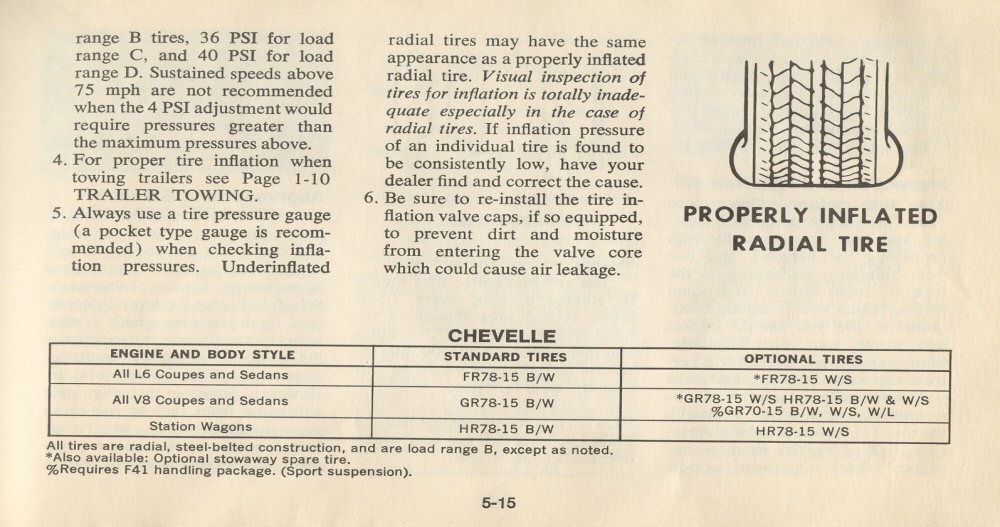 range B tires, 36 PSI for load
range C, and 40 PSI for load
range D. Sustained speeds above
75 mph are not recommended
when the 4 PSI adjustment would
require pressures greater than
the maximum pressures above.
4. For proper tire inflation when
towing trailers see Page 1-10
TRAILER TOWING.
5. Always use a tire pressure gauge
(a pocket type gauge is recom-
mended) when checking infla-
tion pressures. Underinflated
radial tires may have the same
appearance as a properly inflated
radial tire. Visual inspection of
tires for inflation is totally inade-
quate especially in the case of
radial tires. If inflation pressure
of an individual tire is found to
be consistently low, have your
dealer find and correct the cause.
6. Be sure to re-install the tire in-
flation valve caps, if so equipped,
to prevent dirt and moisture
from entering the valve core
which could cause air leakage.
PROPERLY INFLATED
RADIAL TIRE
CHEVELLE
ENGINE AND BODY STYLE STANDARD TIRES OPTIONAL TIRES
All L6 Coupes and Sedans FR78-15 B/W *FR78-15 W/S
All V8 Coupes and Sedans GR78-15 B/W *GR78-15 W/S HR78-15 B/W & W/S
%GR70-15 B/W, W/S, W/L
Station Wagons HR78-15 B/W HR78-15 W/S
All tires are radial, steel-belted construction, and are load range B, except as noted.
*Also available: Optional stowaway spare tire.
%Requires F41 handling package. (Sport suspension).
5-15